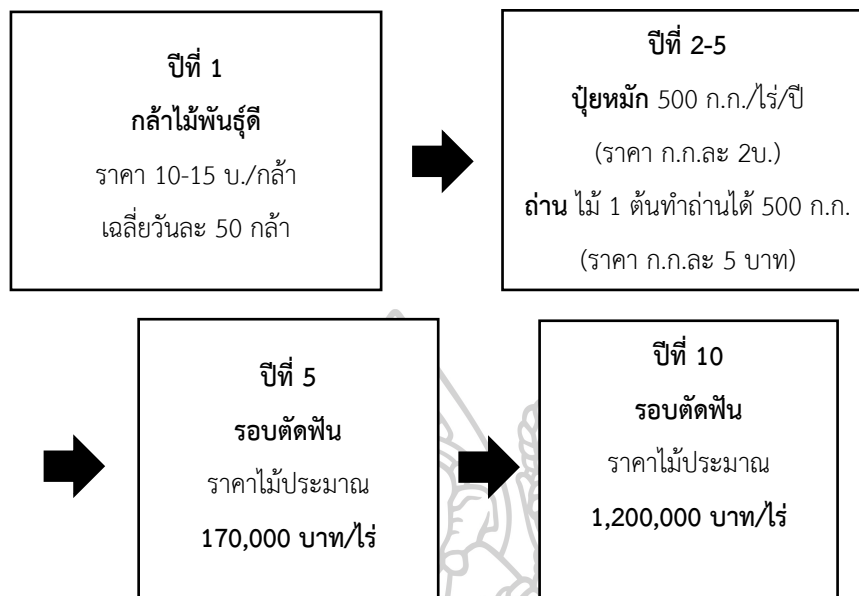 ปีที่ 1
กล้าไม้พันธุ์ดี
ราคา 10-15 บ./กล้า
เฉลี่ยวันละ 50 กล้า
ปีที่ 2-5
ปุ๋ยหมัก 500 ก.ก./ไร่/ปี
(ราคา ก.ก.ละ 2บ.)
ถ่าน ไม้ 1 ต้นทำถ่านได้ 500 ก.ก.
(ราคา ก.ก.ละ 5 บาท)
ปีที่ 5
รอบตัดฟัน
ราคาไม้ประมาณ
170,000 บาท/ไร่
ปีที่ 10
รอบตัดฟัน
ราคาไม้ประมาณ
1,200,000 บาท/ไร่